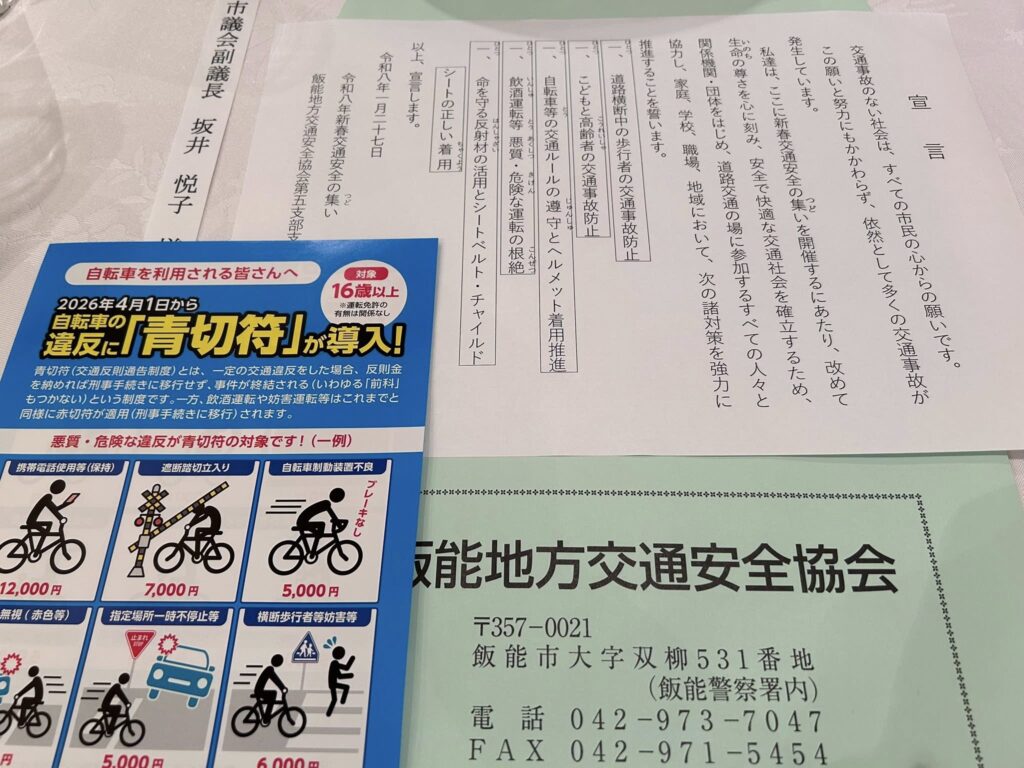 市議会副議長 坂井 悦子
宣言
交通事故のない社会は、すべての市民の心からの願いです。
この願いと努力にもかかわらず、依然として多くの交通事故が
発生しています。
私達は、ここに新春交通安全の集いを開催するにあたり、改めて
生命の尊さを心に刻み、安全で快適な交通社会を確立するため、
関係機関・団体をはじめ、道路交通の場に参加するすべての人々と
協力し、家庭、学校、職場、地域において、次の諸対策を強力に
推進することを誓います。
一、道路横断中の歩行者の交通事故防止
一、こどもと高齢者の交通事故防止
一、自転車等の交通ルールの遵守とヘルメット着用推進
一、飲酒運転等 悪質・危険な運転の根絶
一、命を守る反射材の活用とシートベルト・チャイルド
シートの正しい着用
以上、宣言します。
令和八年一月二十七日
令和八年新春交通安全の集い
飯能地方交通安全協会第五支部
自転車を利用される皆さんへ
対象
16歳以上
※運転免許の
有無は関係なし
2026年4月1日から
自転車の
違反に「青切符」が導入!
青切符(交通反則通告制度)とは、一定の交通違反をした場合、反則金
を納めれば刑事手続きに移行せず、事件が終結される(いわゆる「前科」
もつかない)という制度です。一方、飲酒運転や妨害運転等はこれまでと
同様に赤切符が適用(刑事手続きに移行)されます。
悪質・危険な違反が青切符の対象です!(一例)
携帯電話使用等(保持)
12,000円
遮断踏切立入り
7,000円
自転車制動装置不良
ブレーキなし
5,000円
無視(赤色等)
円
指定場所一時不停止等
止まれ
5,000円
横断歩行者等妨害等
6,000円
飯能地方交通安全協会
〒357-0021
飯能市大字双柳531番地
(飯能警察署内)
電話 042-973-7047
FAX 042-971-5454